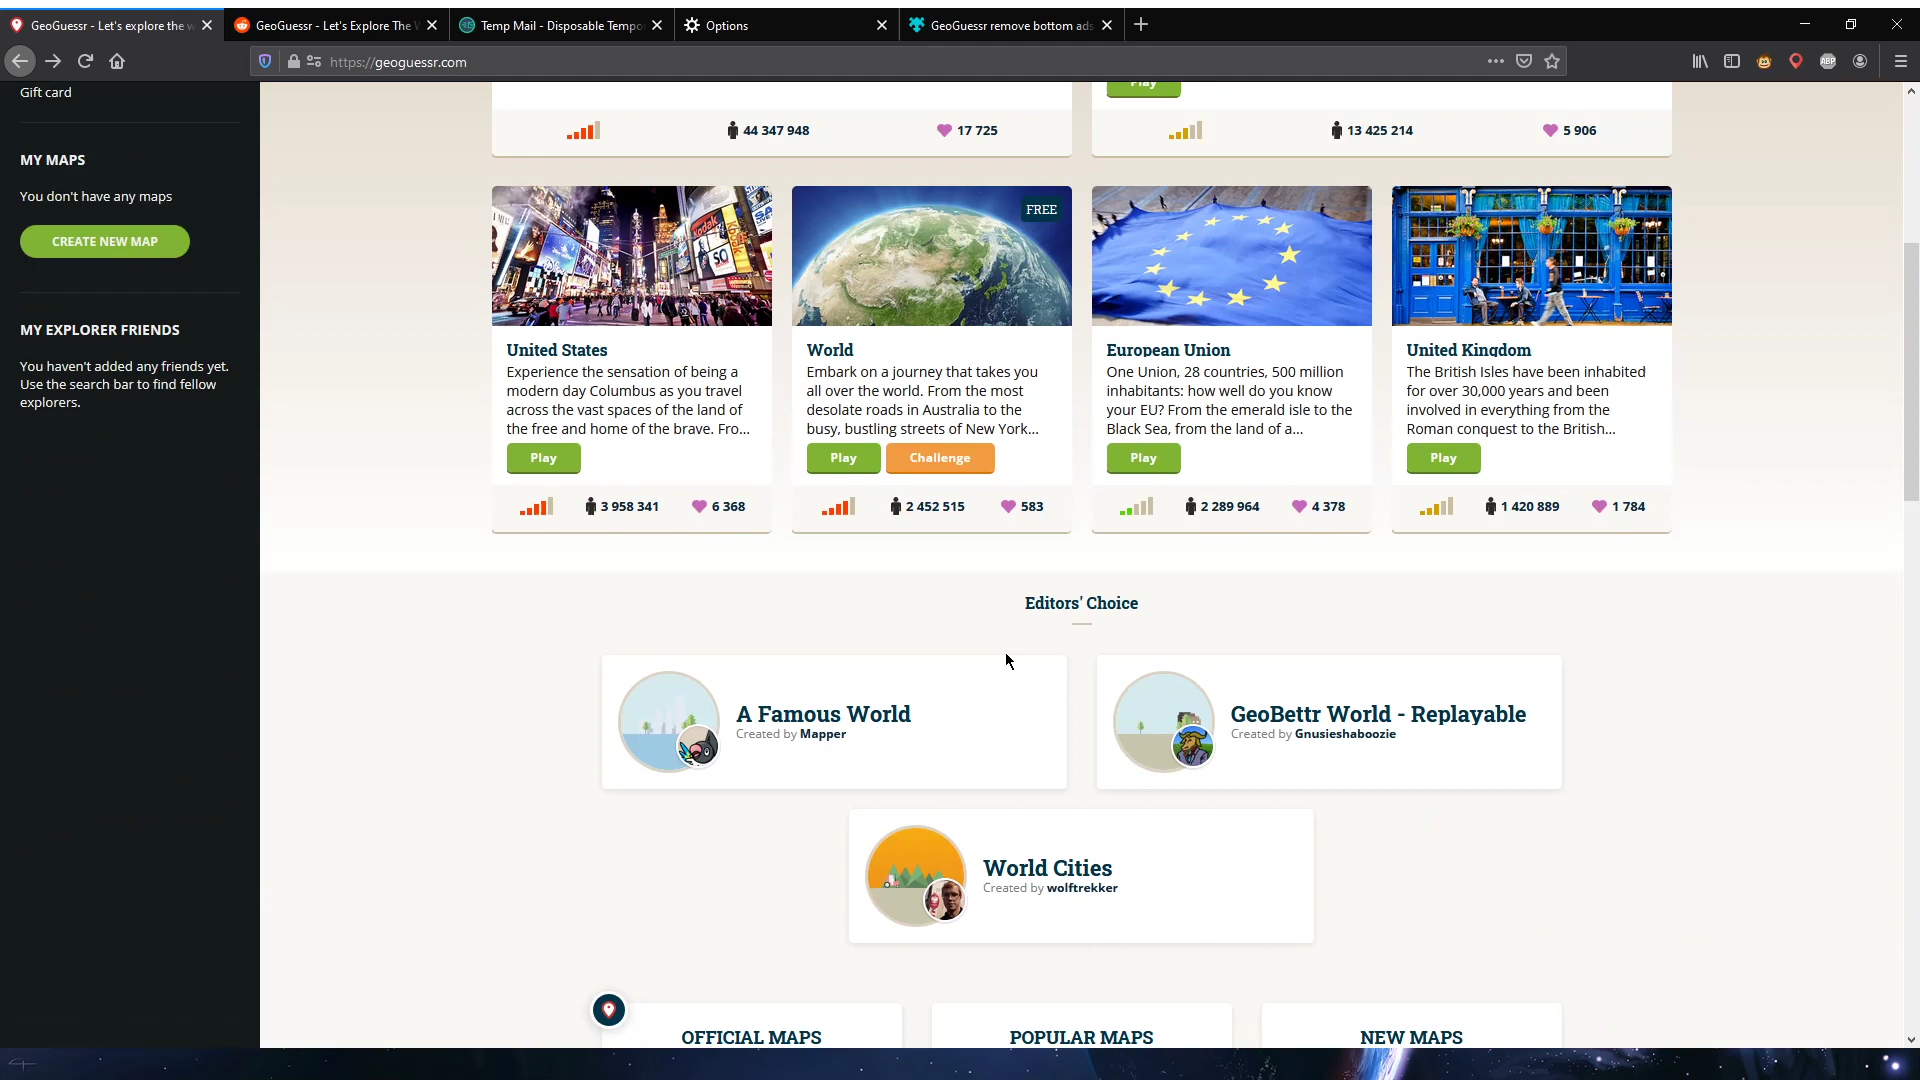 GeoGuessr - Let's explore the w
GeoGuessr - Let's Explore The W
Temp Mail - Disposable Tempo
Options
GeoGuessr remove bottom ads
https://geoguessr.com
ABP
Gift card
MY MAPS
You don't have any maps
CREATE NEW MAP
MY EXPLORER FRIENDS
You haven't added any friends yet.
Use the search bar to find fellow
explorers.
Play
44 347 948
17 725
13 425 214
5 906
Kodak
FREE
United States
Experience the sensation of being a
modern day Columbus as you travel
across the vast spaces of the land of
the free and home of the brave. Fro...
Play
3 958 341
6 368
World
Embark on a journey that takes you
all over the world. From the most
desolate roads in Australia to the
busy, bustling streets of New York...
Play
Challenge
2 452 515
583
European Union
One Union, 28 countries, 500 million
inhabitants: how well do you know
your EU? From the emerald isle to the
Black Sea, from the land of a...
Play
2 289 964
4 378
United Kingdom
The British Isles have been inhabited
for over 30,000 years and been
involved in everything from the
Roman conquest to the British...
Play
1 420 889
1 784
Editors' Choice
A Famous World
Created by Mapper
GeoBettr World - Replayable
Created by Gnusieshaboozie
World Cities
Created by wolftrekker
OFFICIAL MAPS
POPULAR MAPS
NEW MAPS